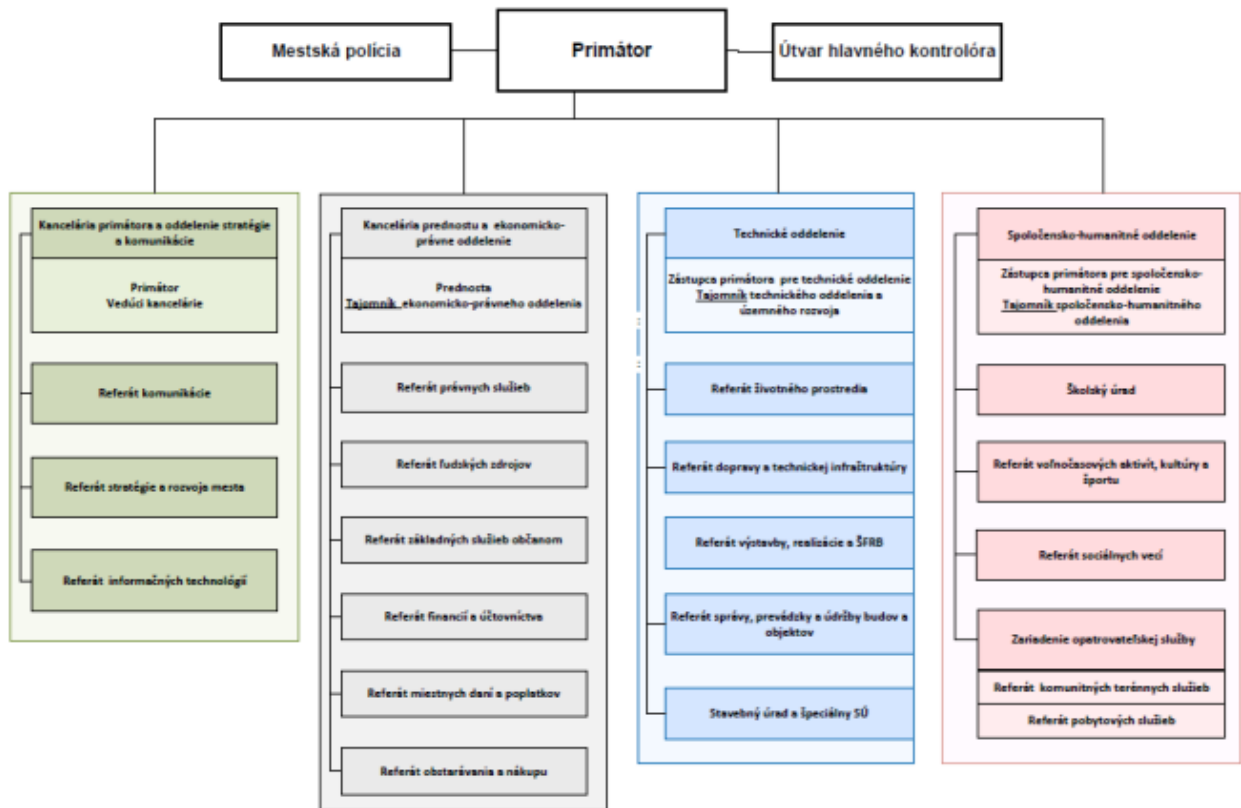 Mestská polícia
Primátor
Útvar hlavného kontrolóra
Kancelária primátora a oddelenie stratégie
a komunikácie
Primátor
Vedúci kancelárie
Referát komunikácie
Referát stratégie a rozvoja mesta
Referát informačných technológií
Kancelária prednostu a ekonomicko-
právne oddelenie
Prednosta
Tajomník ekonomicko-právneho oddelenia
Referát právnych služieb
Referát ľudských zdrojov
Referát základných služieb občanom
Referát financií a účtovníctva
Referát miestnych daní a poplatkov
Referát obstarávania a nákupu
Technické oddelenie
Zástupca primátora pre technické oddelenie
Tajomník technického oddelenia a
územného rozvoja
Referát životného prostredia
Referát dopravy a technickej infraštruktúry
Referát výstavby, realizácie a ŠFRB
Referát správy, prevádzky a údržby budov a
objektov
Stavebný úrad a špeciálny SÚ
Spoločensko-humanitné oddelenie
Zástupca primátora pre spoločensko-
humanitné oddelenie
Tajomník spoločensko-humanitného
oddelenia
Školský úrad
Referát voľnočasových aktivít, kultúry a
športu
Referát sociálnych vecí
Zariadenie opatrovateľskej služby
Referát komunitných terénnych služieb
Referát pobytových služieb